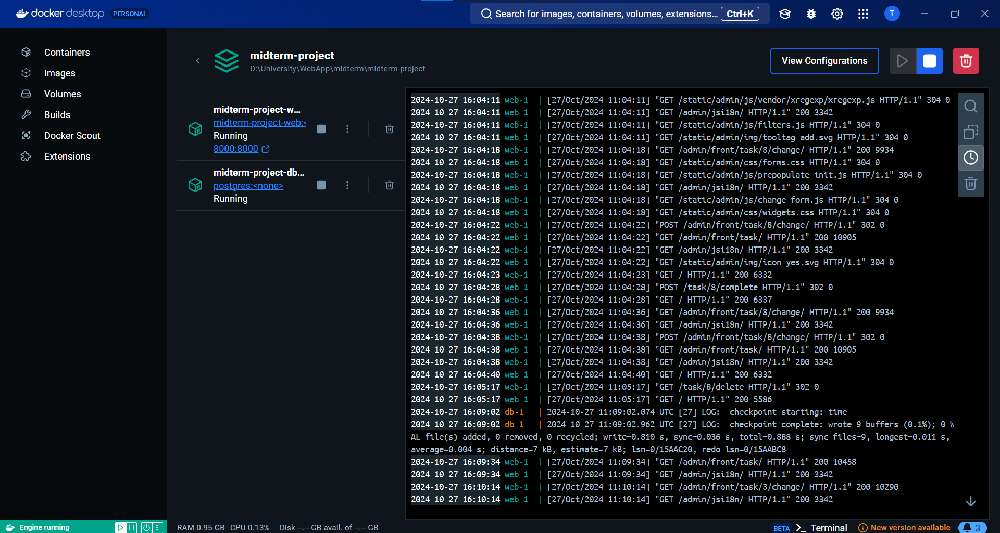 docker desktop PERSONAL
Search for images, containers, volumes, extensions... Ctrl+K
T
Containers
Images
Volumes
Builds
Docker Scout
Extensions
midterm-project
D:\University\WebApp\midterm\midterm-project
View Configurations
midterm-project-w...
midterm-project-web:<
Running
8000:8000
midterm-project-db...
postgres:<none>
Running
2024-10-27 16:04:11 web-1 | [27/Oct/2024 11:04:11] "GET /static/admin/js/vendor/xregexp/xregexp.js HTTP/1.1" 304 0
2024-10-27 16:04:11 web-1 | [27/Oct/2024 11:04:11] "GET /admin/jsi18n/ HTTP/1.1" 200 3342
2024-10-27 16:04:11 web-1 | [27/Oct/2024 11:04:11] "GET /static/admin/js/filters.js HTTP/1.1" 304 0
2024-10-27 16:04:11 web-1 | [27/Oct/2024 11:04:11] "GET /static/admin/img/tooltag-add.svg HTTP/1.1" 304 0
2024-10-27 16:04:18 web-1 | [27/Oct/2024 11:04:18] "GET /admin/front/task/8/change/ HTTP/1.1" 200 9934
2024-10-27 16:04:18 web-1 | [27/Oct/2024 11:04:18] "GET /static/admin/css/forms.css HTTP/1.1" 304 0
2024-10-27 16:04:18 web-1 | [27/Oct/2024 11:04:18] "GET /static/admin/js/prepopulate_init.js HTTP/1.1" 304 0
2024-10-27 16:04:18 web-1 | [27/Oct/2024 11:04:18] "GET /admin/jsi18n/ HTTP/1.1" 200 3342
2024-10-27 16:04:18 web-1 | [27/Oct/2024 11:04:18] "GET /static/admin/js/change_form.js HTTP/1.1" 304 0
2024-10-27 16:04:18 web-1 | [27/Oct/2024 11:04:18] "GET /static/admin/css/widgets.css HTTP/1.1" 304 0
2024-10-27 16:04:22 web-1 | [27/Oct/2024 11:04:22] "POST /admin/front/task/8/change/ HTTP/1.1" 302 0
2024-10-27 16:04:22 web-1 | [27/Oct/2024 11:04:22] "GET /admin/front/task/ HTTP/1.1" 200 10905
2024-10-27 16:04:22 web-1 | [27/Oct/2024 11:04:22] "GET /admin/jsi18n/ HTTP/1.1" 200 3342
2024-10-27 16:04:22 web-1 | [27/Oct/2024 11:04:22] "GET /static/admin/img/icon-yes.svg HTTP/1.1" 304 0
2024-10-27 16:04:23 web-1 | [27/Oct/2024 11:04:23] "GET / HTTP/1.1" 200 6332
2024-10-27 16:04:28 web-1 | [27/Oct/2024 11:04:28] "POST /task/8/complete HTTP/1.1" 302 0
2024-10-27 16:04:28 web-1 | [27/Oct/2024 11:04:28] "GET / HTTP/1.1" 200 6337
2024-10-27 16:04:36 web-1 | [27/Oct/2024 11:04:36] "GET /admin/front/task/8/change/ HTTP/1.1" 200 9934
2024-10-27 16:04:36 web-1 | [27/Oct/2024 11:04:36] "GET /admin/jsi18n/ HTTP/1.1" 200 3342
2024-10-27 16:04:38 web-1 | [27/Oct/2024 11:04:38] "POST /admin/front/task/8/change/ HTTP/1.1" 302 0
2024-10-27 16:04:38 web-1 | [27/Oct/2024 11:04:38] "GET /admin/front/task/ HTTP/1.1" 200 10905
2024-10-27 16:04:38 web-1 | [27/Oct/2024 11:04:38] "GET /admin/jsi18n/ HTTP/1.1" 200 3342
2024-10-27 16:04:40 web-1 | [27/Oct/2024 11:04:40] "GET / HTTP/1.1" 200 6332
2024-10-27 16:05:17 web-1 | [27/Oct/2024 11:05:17] "GET /task/8/delete HTTP/1.1" 302 0
2024-10-27 16:05:17 web-1 | [27/Oct/2024 11:05:17] "GET / HTTP/1.1" 200 5586
2024-10-27 16:09:02 db-1 | 2024-10-27 11:09:02.074 UTC [27] LOG: checkpoint starting: time
2024-10-27 16:09:02 db-1 | 2024-10-27 11:09:02.962 UTC [27] LOG: checkpoint complete: wrote 9 buffers (0.1%); 0 W
AL file(s) added, 0 removed, 0 recycled; write=0.810 s, sync=0.036 s, total=0.888 s; sync files=9, longest=0.011 s,
average=0.004 s; distance=7 kB, estimate=7 kB; lsn=0/15AAC20, redo lsn=0/15AABC8
2024-10-27 16:09:34 web-1 | [27/Oct/2024 11:09:34] "GET /admin/front/task/ HTTP/1.1" 200 10458
2024-10-27 16:09:34 web-1 | [27/Oct/2024 11:09:34] "GET /admin/jsi18n/ HTTP/1.1" 200 3342
2024-10-27 16:10:14 web-1 | [27/Oct/2024 11:10:14] "GET /admin/front/task/3/change/ HTTP/1.1" 200 10290
2024-10-27 16:10:14 web-1 | [27/Oct/2024 11:10:14] "GET /admin/jsi18n/ HTTP/1.1" 200 3342
Engine running
RAM 0.95 GB CPU 0.13% Disk --.-- GB avail. of --.-- GB
BETA Terminal
New version available
3